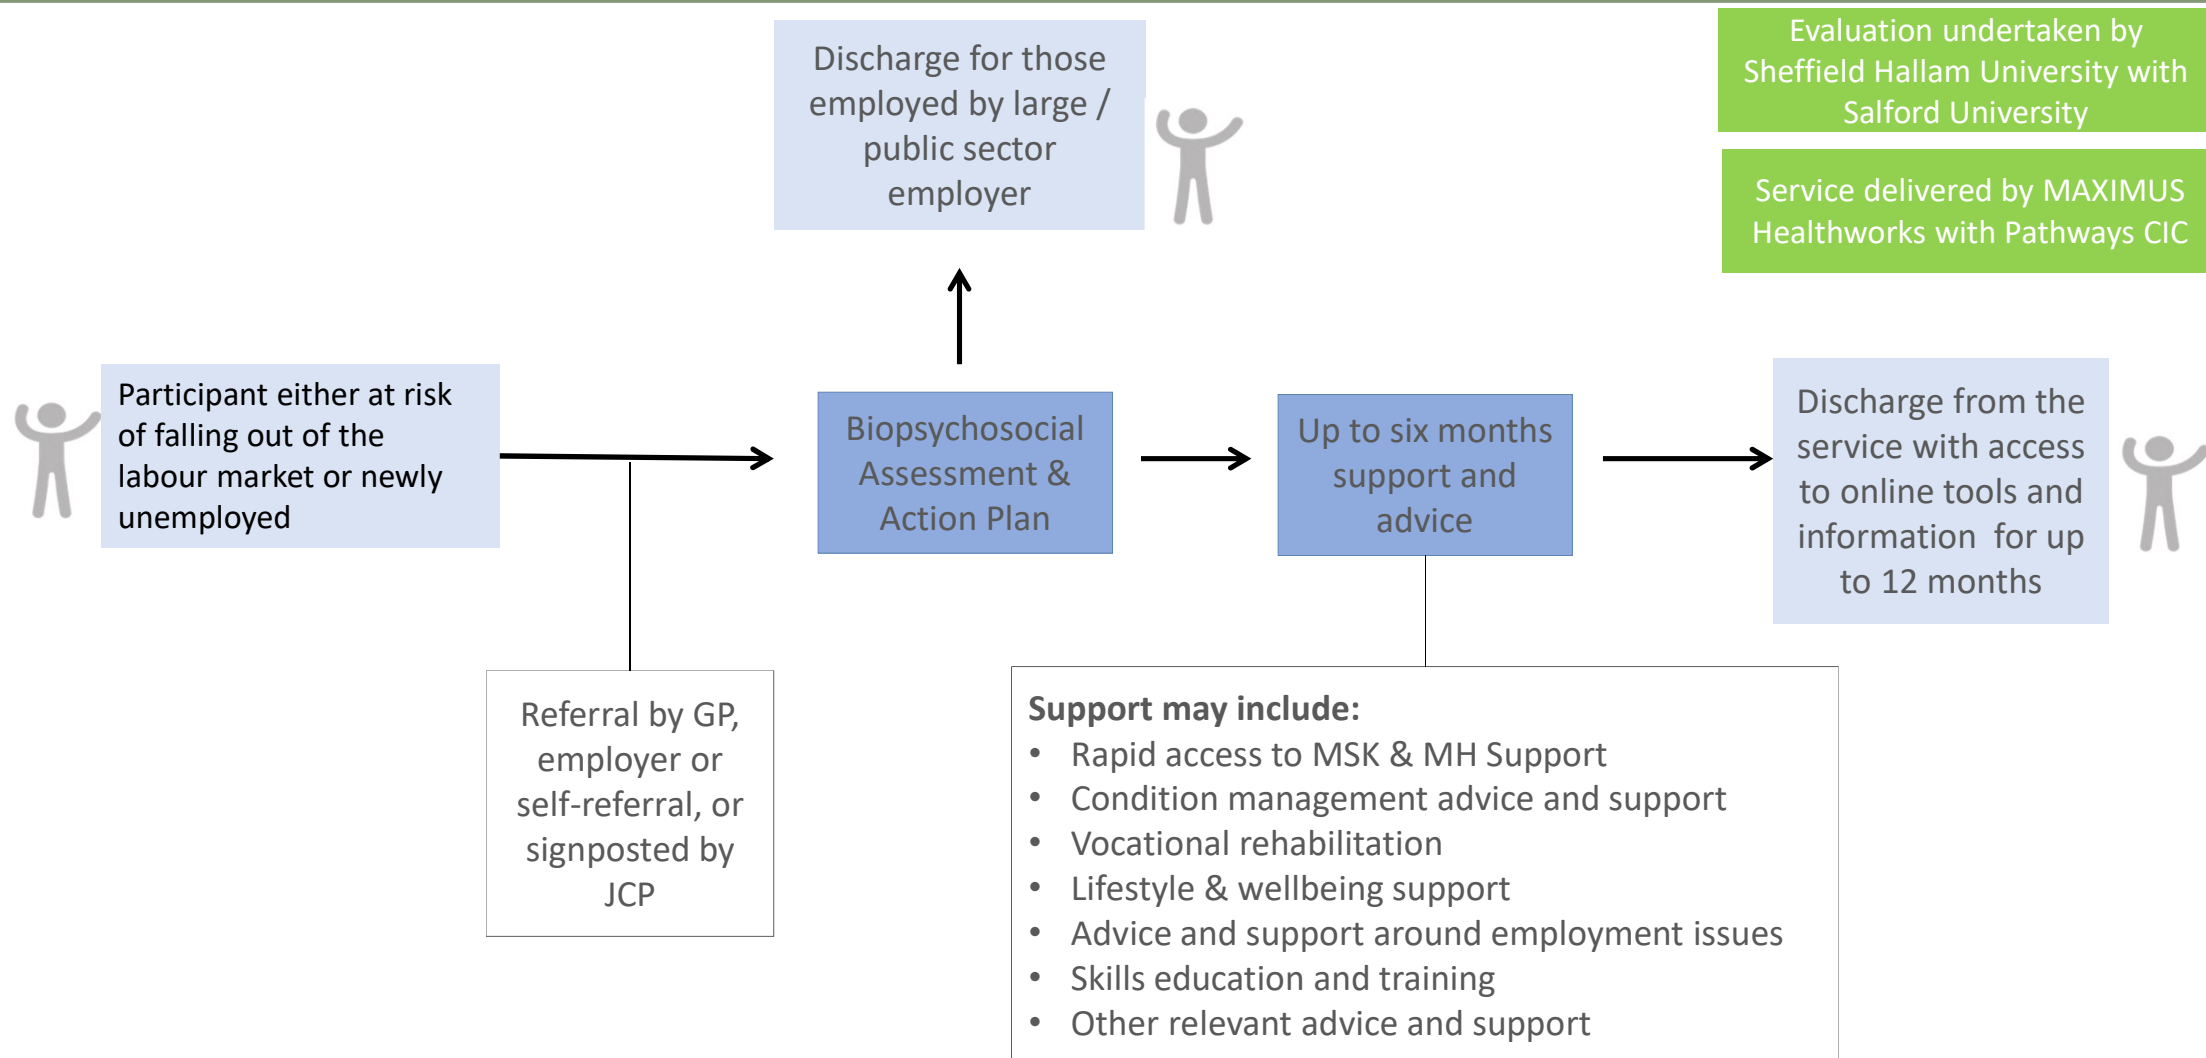 Discharge for those
employed by large /
public sector
employer
Evaluation undertaken by
Sheffield Hallam University with
Salford University
Service delivered by MAXIMUS
Healthworks with Pathways CIC
Participant either at risk
of falling out of the
labour market or newly
unemployed
Biopsychosocial
Assessment &
Action Plan
Up to six months
support and
advice
Discharge from the
service with access
to online tools and
information  for up
to 12 months
Referral by GP,
employer or
self-referral, or
signposted by
JCP
Support may include:
• Rapid access to MSK & MH Support
• Condition management advice and support
• Vocational rehabilitation
• Lifestyle & wellbeing support
• Advice and support around employment issues
• Skills education and training
• Other relevant advice and support